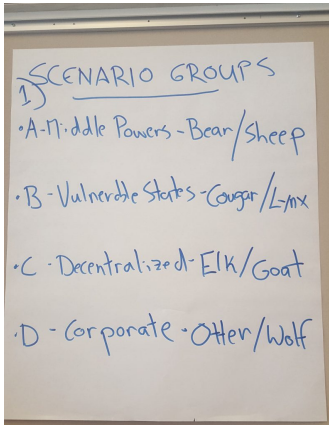 SCENARIO GROUPS
1)
•A-Middle Powers-Bear/Sheep
•B-Vulnerable States-Cougar/Lynx
•C-Decentralized-Elk/Goat
•D-Corporate-Otter/Wolf